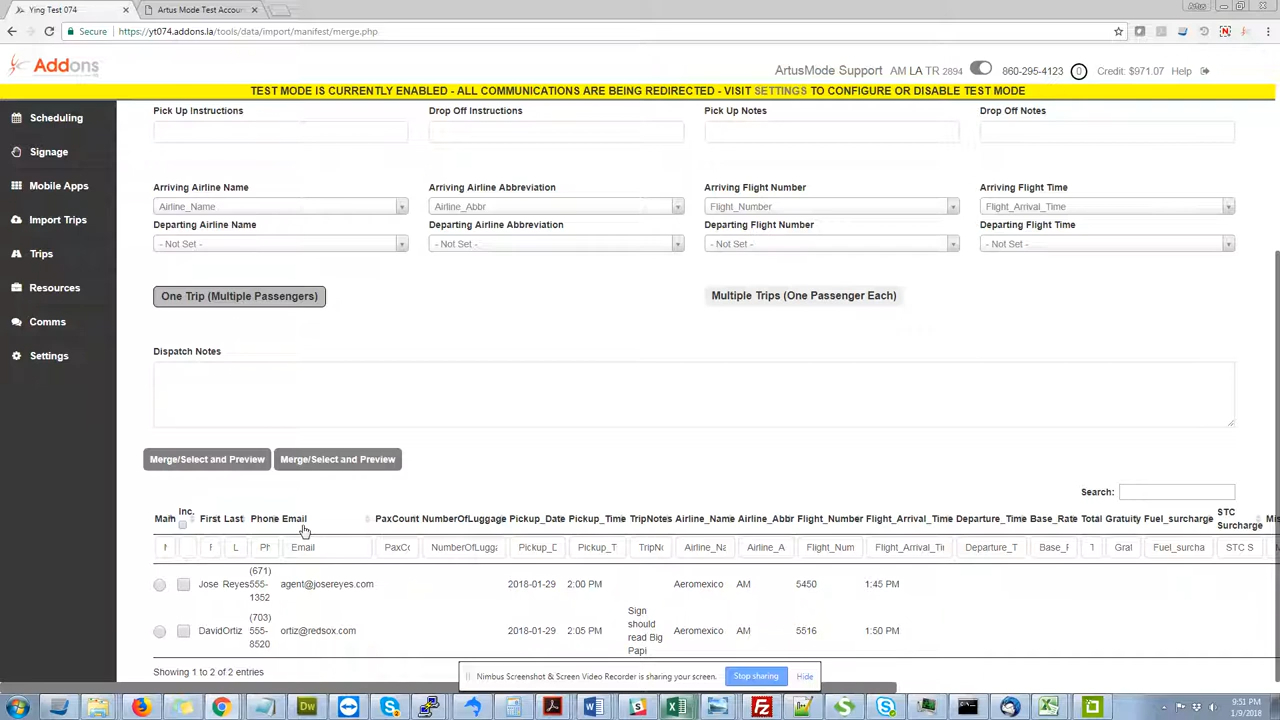 Ying Test 074
Artus Mode Test Accou
Secure https://yt074.addons.la/tools/data/import/manifest/merge.php
Addons
ArtusMode Support AM LA TR 2894 860-295-4123 0 Credit: $971.07 Help
TEST MODE IS CURRENTLY ENABLED - ALL COMMUNICATIONS ARE BEING REDIRECTED - VISIT SETTINGS TO CONFIGURE OR DISABLE TEST MODE
Scheduling
Signage
Mobile Apps
Import Trips
Trips
Resources
Comms
Settings
Pick Up Instructions Drop Off Instructions Pick Up Notes Drop Off Notes
Arriving Airline Name Arriving Airline Abbreviation Arriving Flight Number Arriving Flight Time
Airline_Name Airline_Abbr Flight_Number Flight_Arrival_Time
Departing Airline Name Departing Airline Abbreviation Departing Flight Number Departing Flight Time
- Not Set - - Not Set - - Not Set - - Not Set -
One Trip (Multiple Passengers) Multiple Trips (One Passenger Each)
Dispatch Notes
Merge/Select and Preview Merge/Select and Preview
Search:
Main Inc. First Last Phone Email PaxCount NumberOfLuggage Pickup_Date Pickup_Time TripNotes Airline_Name Airline_Abbr Flight_Number Flight_Arrival_Time Departure_Time Base_Rate Total Gratuity Fuel_surcharge STC Surcharge Mis
L Ph Email PaxCo NumberOfLugga Pickup_D Pickup_T TripNo Airline_Na Airline_A Flight_Num Flight_Arrival_Ti Departure_T Base_F Grat Fuel_surcha STC S
Jose Reyes (671) 555-1352 agent@josereyes.com 2018-01-29 2:00 PM Aeromexico AM 5450 1:45 PM
David Ortiz (703) 555-8520 ortiz@redsox.com 2018-01-29 2:05 PM Sign should read Big Papi Aeromexico AM 5516 1:50 PM
Showing 1 to 2 of 2 entries
Nimbus Screenshot & Screen Video Recorder is sharing your screen. Stop sharing Hide
9:51 PM
1/9/2018